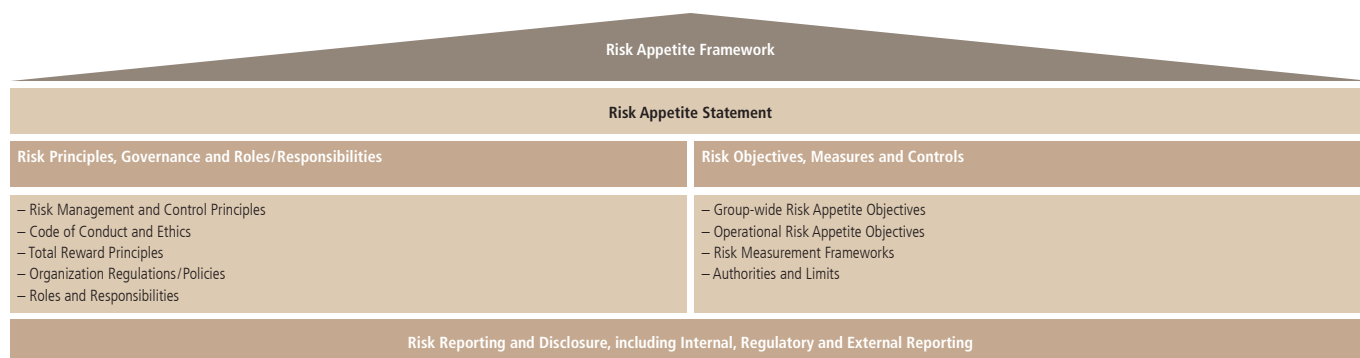 Risk Appetite Framework
Risk Appetite Statement
Risk Principles, Governance and Roles/Responsibilities
– Risk Management and Control Principles
– Code of Conduct and Ethics
– Total Reward Principles
– Organization Regulations/Policies
– Roles and Responsibilities
Risk Objectives, Measures and Controls
– Group-wide Risk Appetite Objectives
– Operational Risk Appetite Objectives
– Risk Measurement Frameworks
– Authorities and Limits
Risk Reporting and Disclosure, including Internal, Regulatory and External Reporting